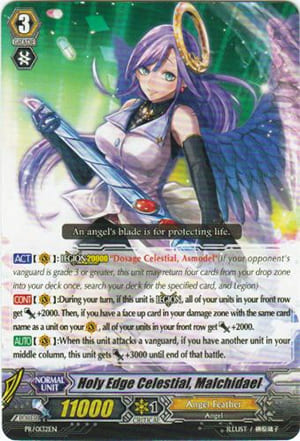 3
GRADE
An angel's blade is for protecting life.
ACT [ ]:LEGION 20000 "Dosage Celestial, Asmodel"(If your opponent's
vanguard is grade 3 or greater, this unit may return four cards from your drop zone
into your deck once, search your deck for the specified card, and Legion)
CONT [ ]:During your turn, if this unit is LEGION, all of your units in your front row
get +2000. Then, if you have a face up card in your damage zone with the same card
name as a unit on your , all of your units in your front row get +2000.
AUTO [ ]:When this unit attacks a vanguard, if you have another unit in your
middle column, this unit gets +3000 until end of that battle.
NORMAL
UNIT
Holy Edge Celestial, Malchidael
11000
1
CRITICAL
Angel Feather
Angel
PR/0132EN
ILLUST